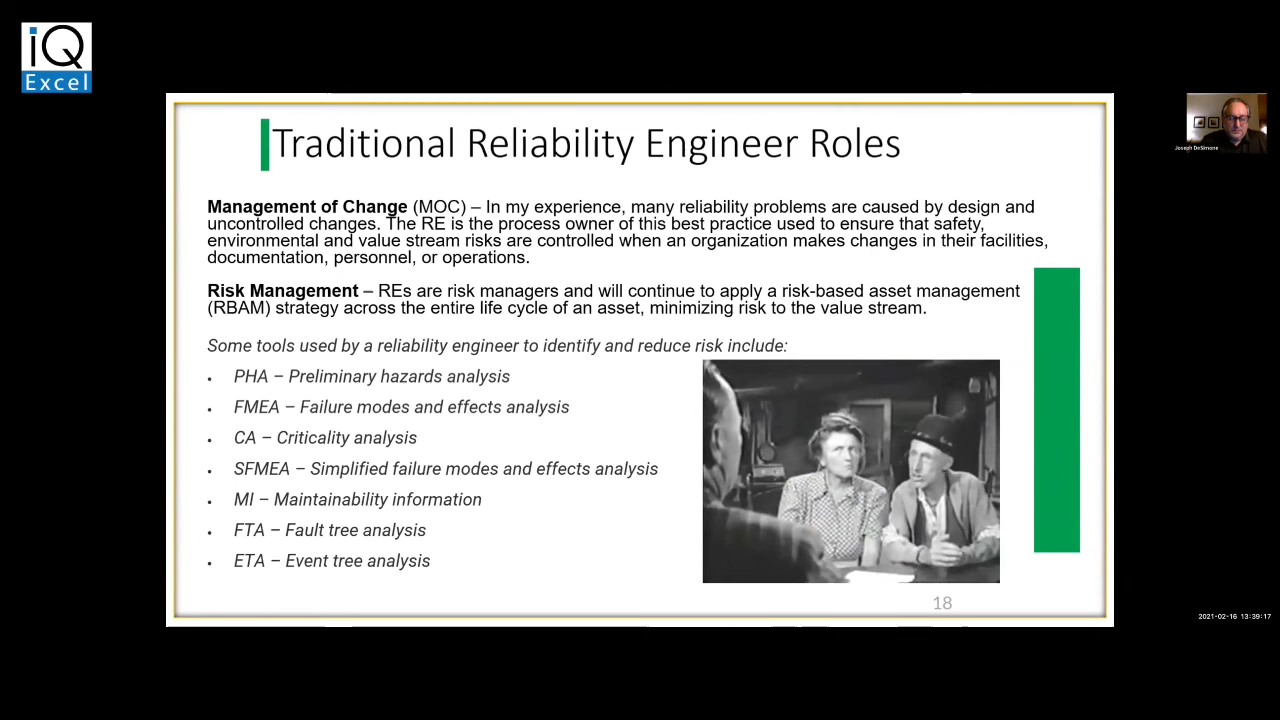 iQ
Excel
Traditional Reliability Engineer Roles
Joseph DeSimone
Management of Change (MOC) – In my experience, many reliability problems are caused by design and
uncontrolled changes. The RE is the process owner of this best practice used to ensure that safety,
environmental and value stream risks are controlled when an organization makes changes in their facilities,
documentation, personnel, or operations.
Risk Management – REs are risk managers and will continue to apply a risk-based asset management
(RBAM) strategy across the entire life cycle of an asset, minimizing risk to the value stream.
Some tools used by a reliability engineer to identify and reduce risk include:
• PHA – Preliminary hazards analysis
• FMEA – Failure modes and effects analysis
• CA – Criticality analysis
• SFMEA – Simplified failure modes and effects analysis
• MI – Maintainability information
• FTA – Fault tree analysis
• ETA – Event tree analysis
18
2021-02-16 13:39:17